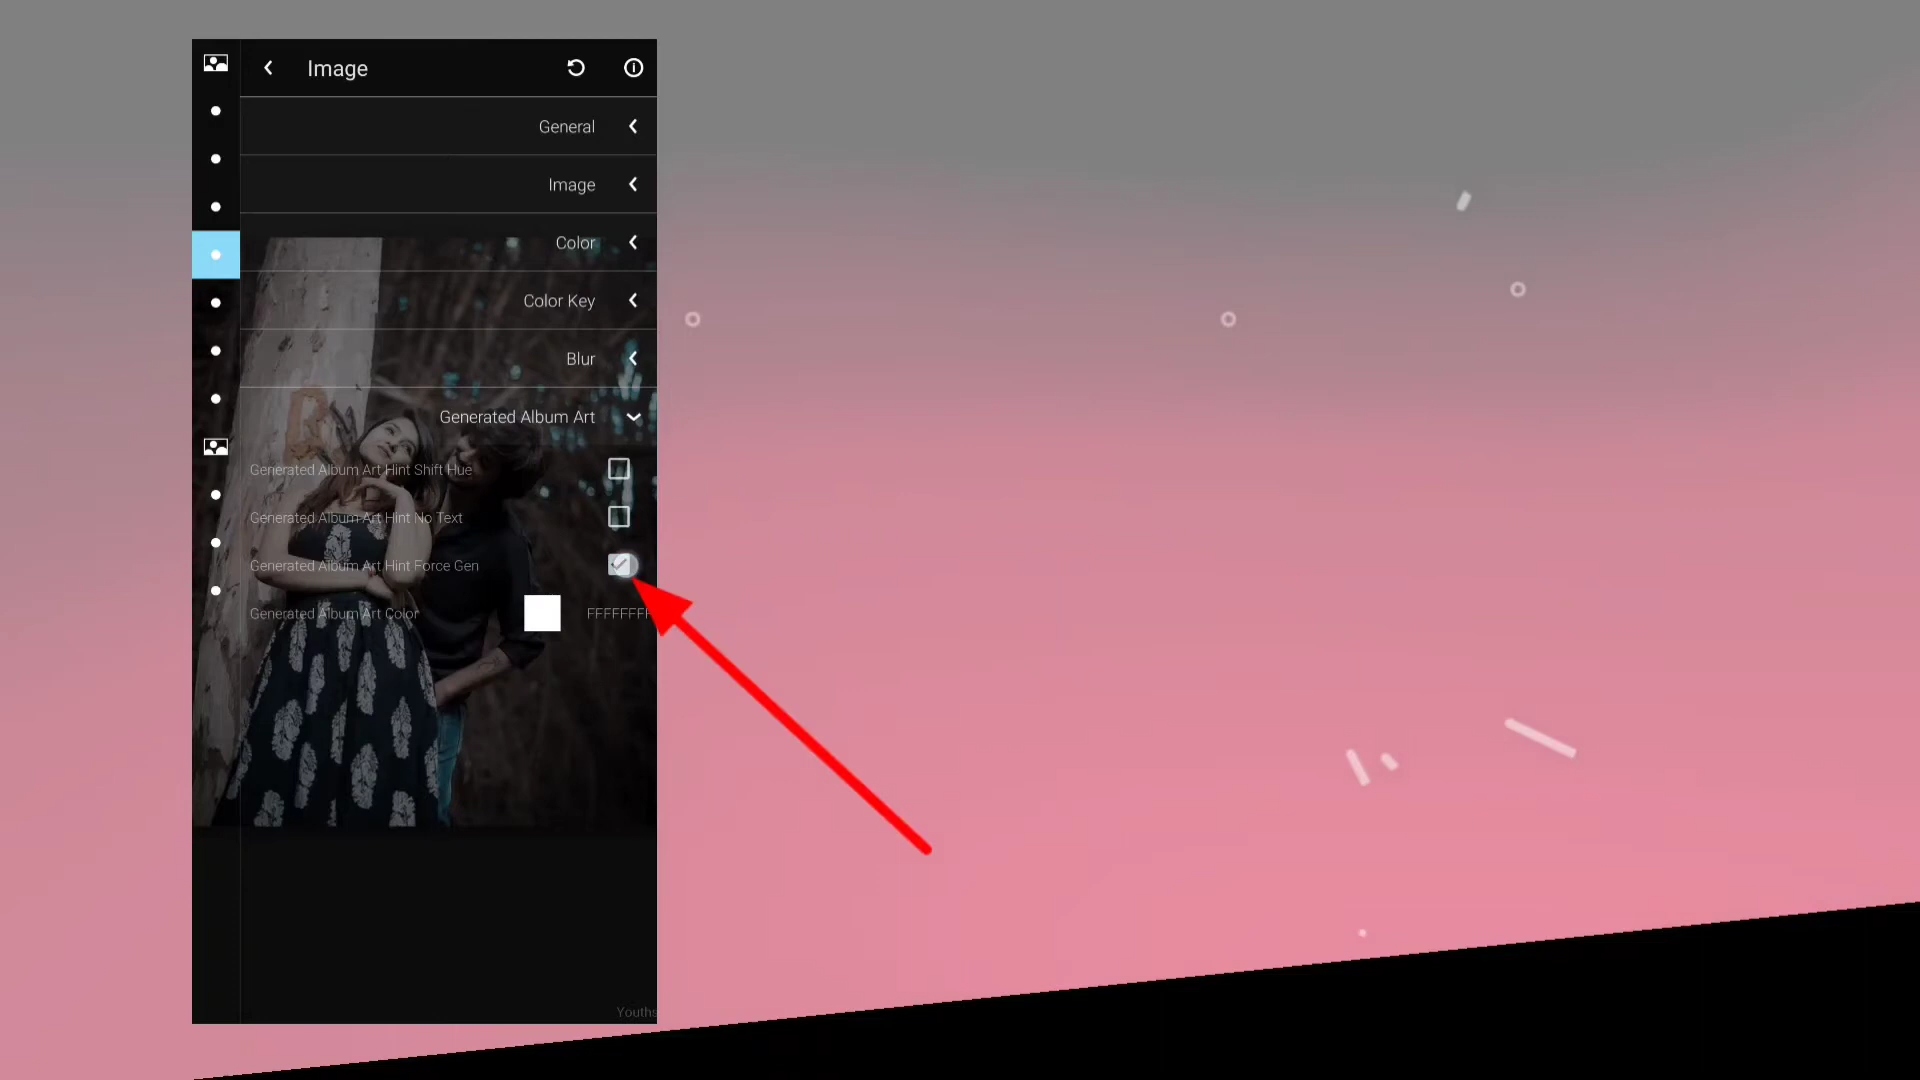 Image
General
Image
Color
Color Key
Blur
Generated Album Art
Generated Album Art Hint Shift Hue
Generated Album Art Hint No Text
Generated Album Art Hint Force Gen
Generated Album Art Color FFFFFFFF
Youths